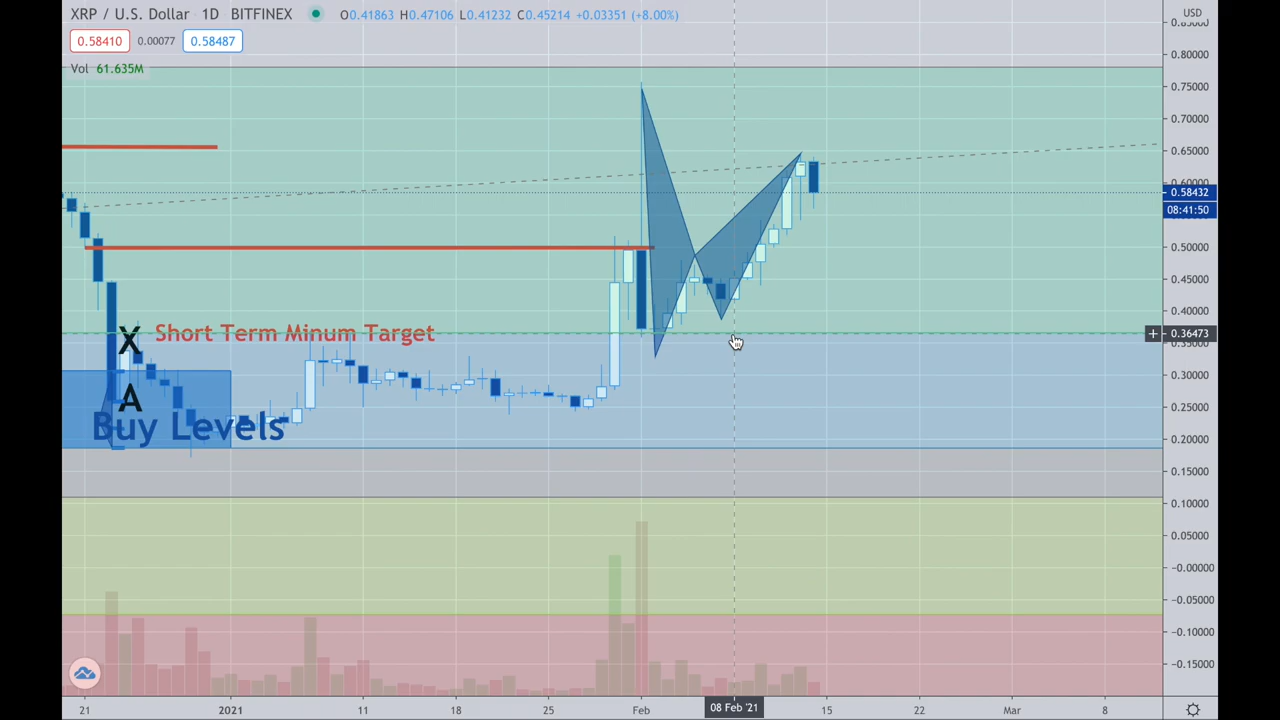 XRP / U.S. Dollar 1D BITFINEX O0.41863 H0.47106 L0.41232 C0.45214 +0.03351 (+8.00%)
USD
0.58410 0.00077 0.58487
Vol 61.635M
0.80000
0.75000
0.70000
0.65000
0.58432
08:41:50
0.50000
0.45000
0.40000
X Short Term Minum Target
+ 0.36473
0.30000
A
0.25000
Buy Levels
0.20000
0.15000
0.10000
0.05000
−0.00000
−0.05000
−0.10000
−0.15000
21 2021 11 18 25 Feb 08 Feb '21 15 22 Mar 8